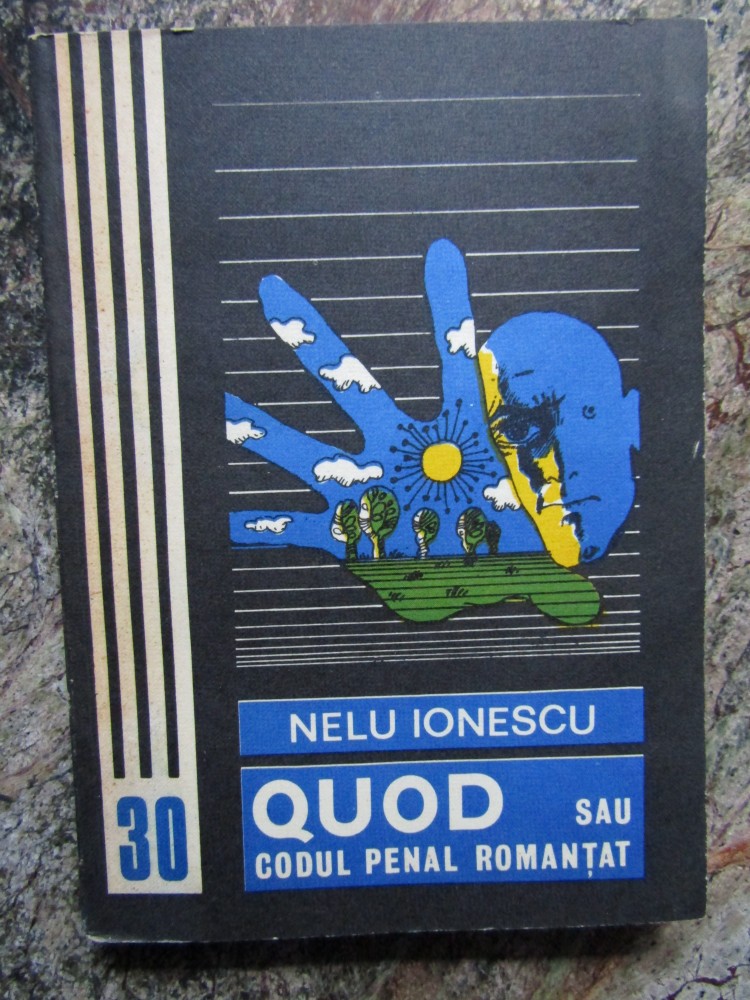 NELU IONESCU
QUOD SAU
CODUL PENAL ROMANȚAT
30